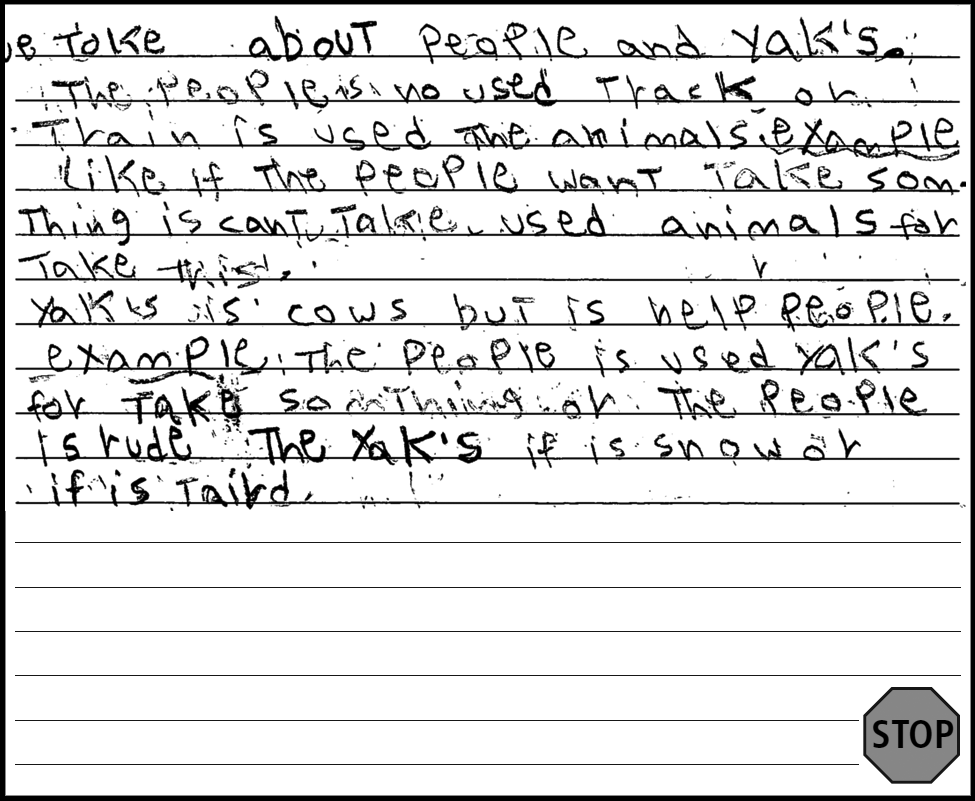 ve Take about People and Yak's.
The People is no used Track or
Train is used The animals. example
Like if The People want Take som.
Thing is can't Take. used animals for
Take this.
Yak's is cows but is help People.
example. The People is used Yak's
for Take somThing or The People
is rude The Yak's if is snow or
if is Taird.
STOP